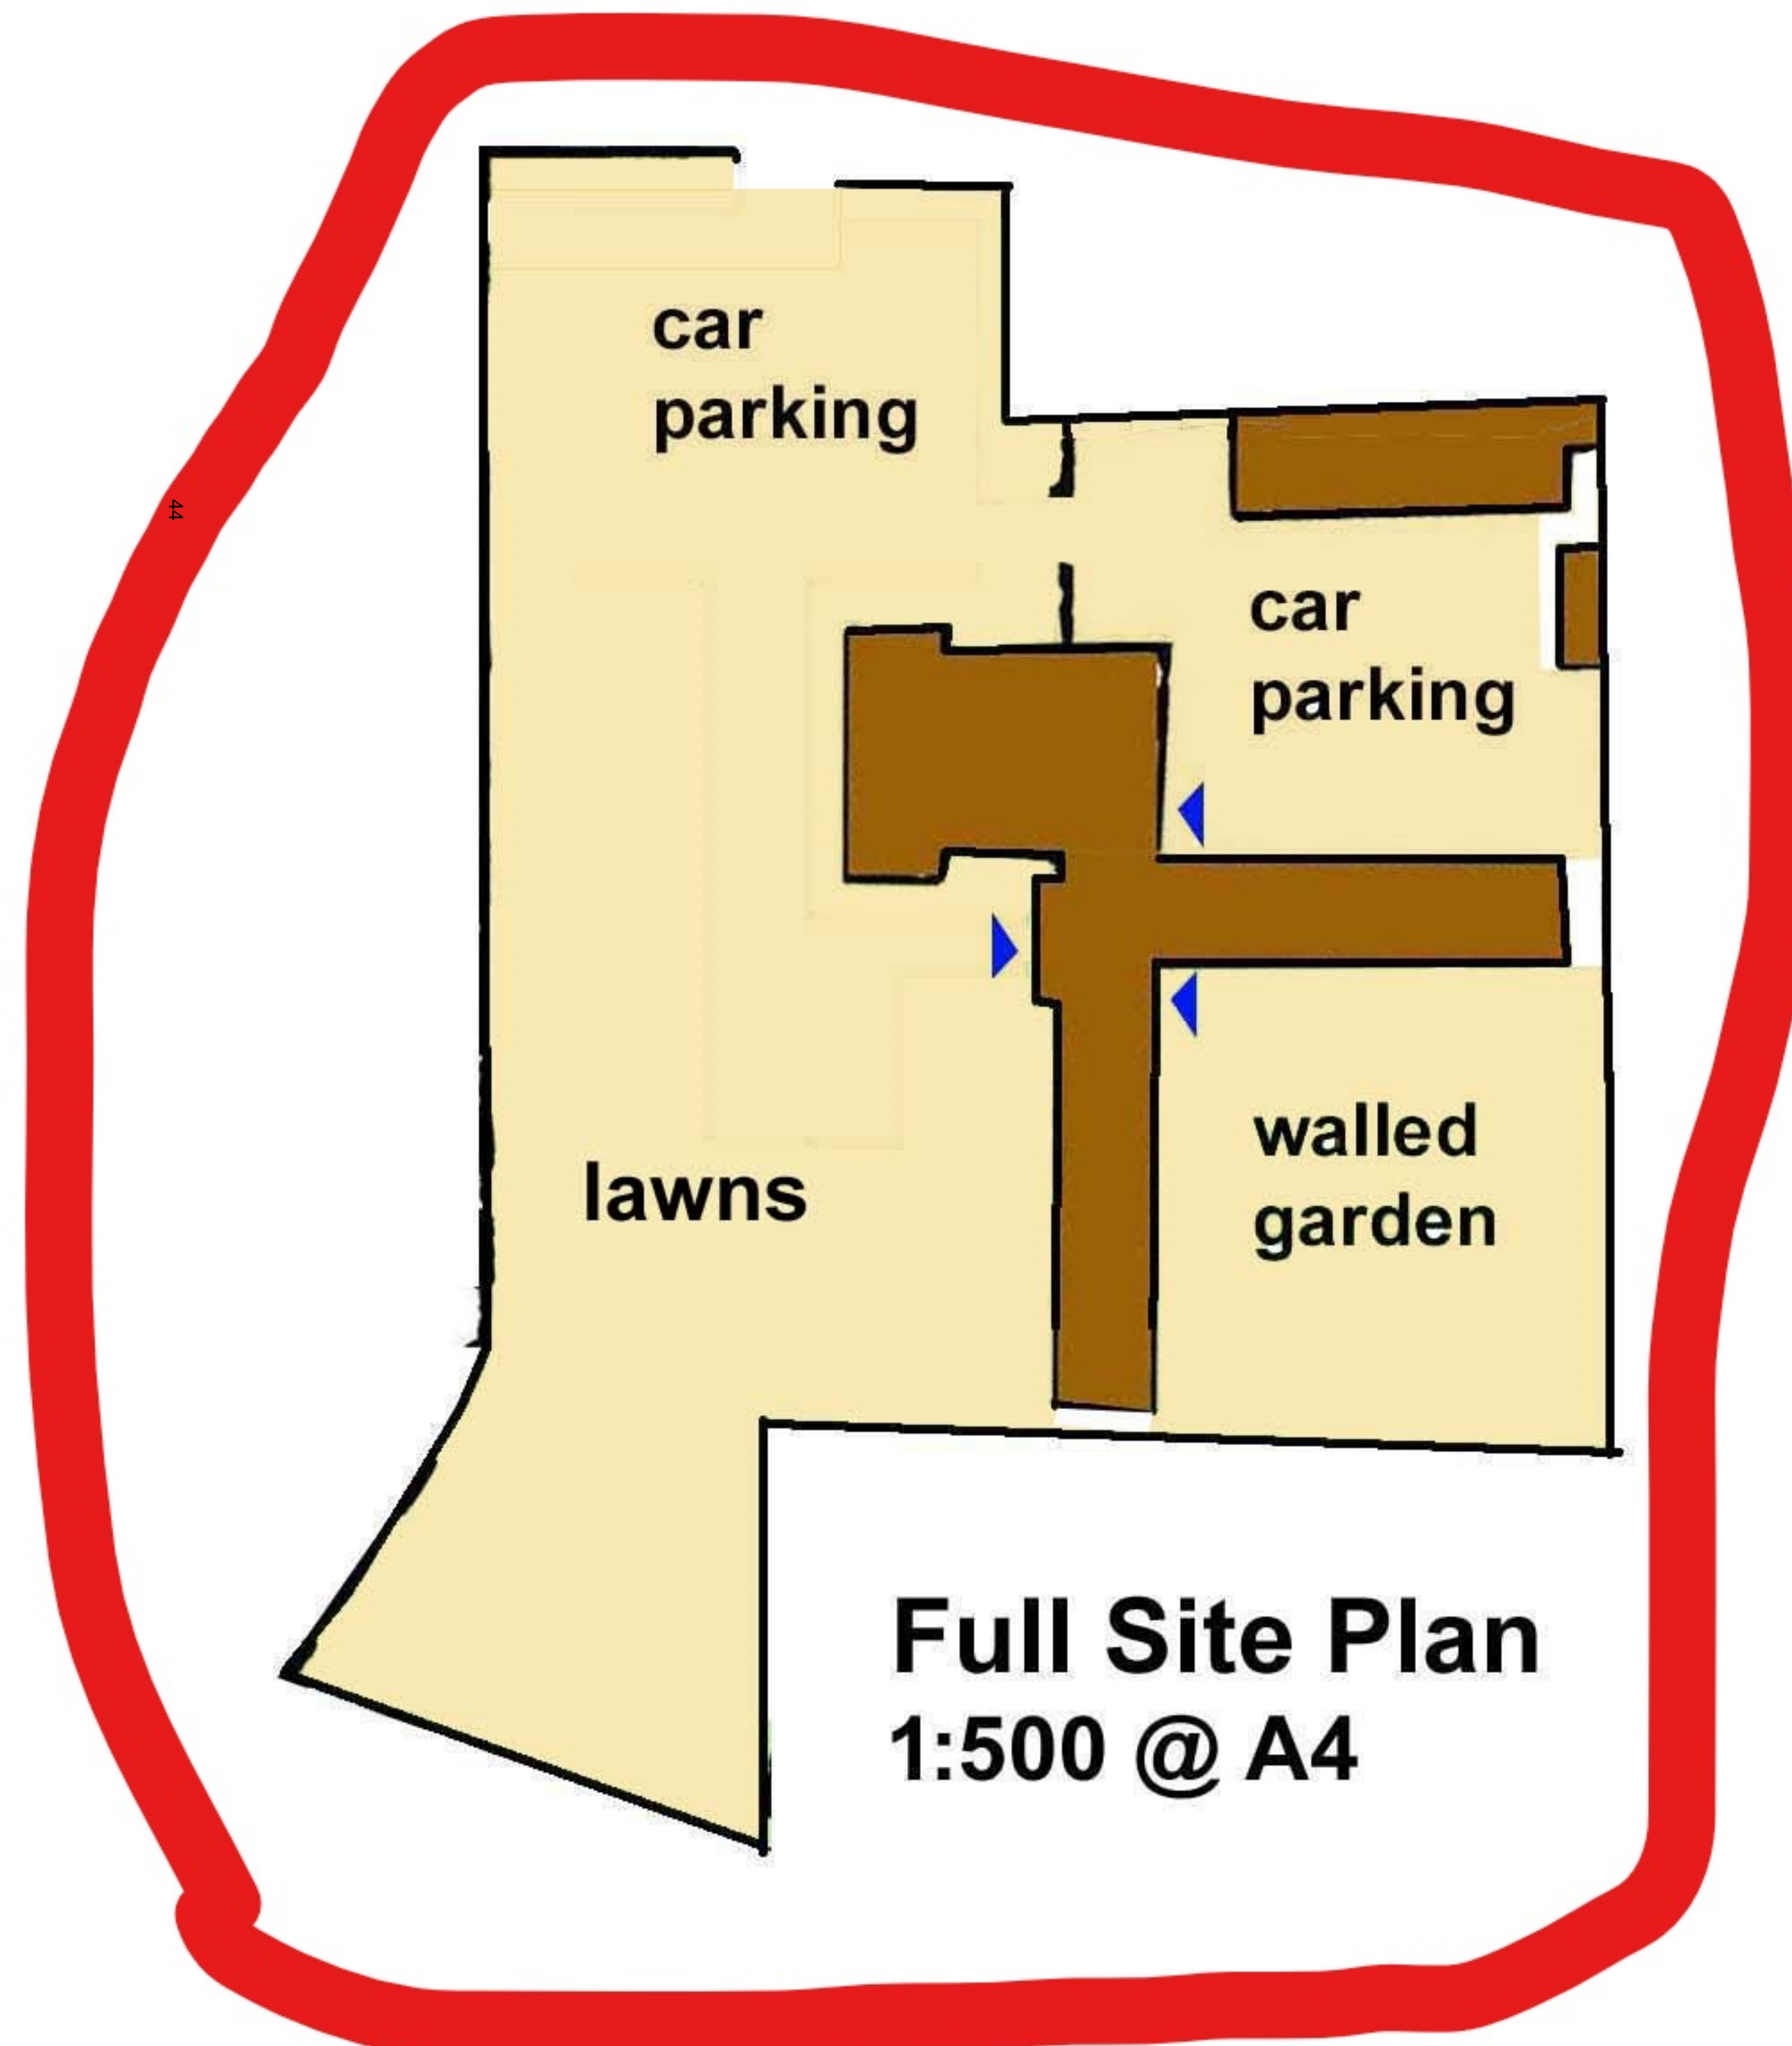 car
parking
car
parking
walled
garden
lawns
Full Site Plan
1:500 @ A4
44